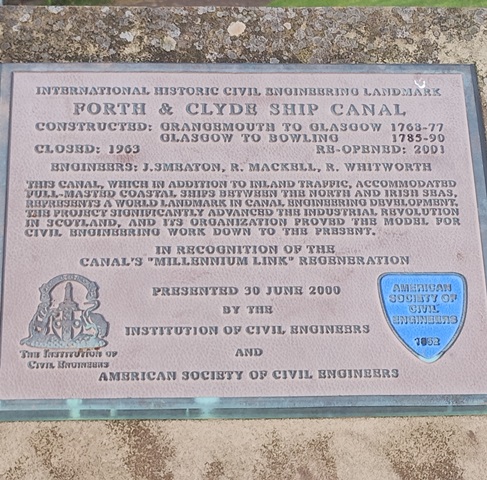 INTERNATIONAL HISTORIC CIVIL ENGINEERING LANDMARK
FORTH & CLYDE SHIP CANAL
CONSTRUCTED: GRANGEMOUTH TO GLASGOW 1768-77
GLASGOW TO BOWLING 1785-90
CLOSED: 1963 RE-OPENED: 2001
ENGINEERS: J.SMEATON, R. MACKELL, R. WHITWORTH
THIS CANAL, WHICH IN ADDITION TO INLAND TRAFFIC, ACCOMMODATED
FULL-MASTED COASTAL SHIPS BETWEEN THE NORTH AND IRISH SEAS,
REPRESENTS A WORLD LANDMARK IN CANAL ENGINEERING DEVELOPMENT.
THE PROJECT SIGNIFICANTLY ADVANCED THE INDUSTRIAL REVOLUTION
IN SCOTLAND, AND ITS ORGANIZATION PROVED THE MODEL FOR
CIVIL ENGINEERING WORK DOWN TO THE PRESENT.
IN RECOGNITION OF THE
CANAL'S "MILLENNIUM LINK" REGENERATION
PRESENTED 30 JUNE 2000
BY THE
INSTITUTION OF CIVIL ENGINEERS
AND
AMERICAN SOCIETY OF CIVIL ENGINEERS
THE INSTITUTION OF
CIVIL ENGINEERS
AMERICAN
SOCIETY OF
CIVIL
ENGINEERS
1852